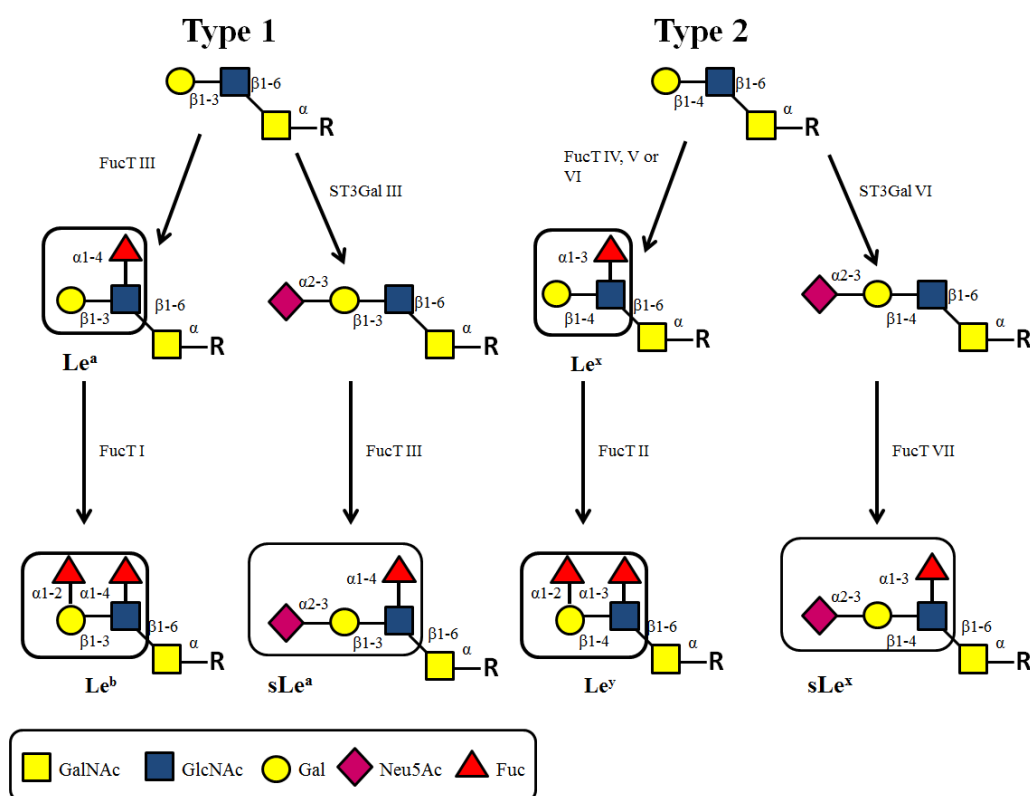 Type 1
Type 2
β1-6
β1-3
α
R
β1-6
β1-4
α
R
FucT III
ST3Gal III
FucT IV, V or
VI
ST3Gal VI
α1-4
β1-3
β1-6
α
R
Leᵃ
α2-3
β1-3
β1-6
α
R
α1-3
β1-4
β1-6
α
R
Leˣ
α2-3
β1-4
β1-6
α
R
FucT I
FucT III
FucT II
FucT VII
α1-2
α1-4
β1-3
β1-6
α
R
Leᵇ
α1-4
α2-3
β1-3
β1-6
α
R
sLeᵃ
α1-2
α1-3
β1-4
β1-6
α
R
Leʸ
α1-3
α2-3
β1-4
β1-6
α
R
sLeˣ
GalNAc
GlcNAc
Gal
Neu5Ac
Fuc